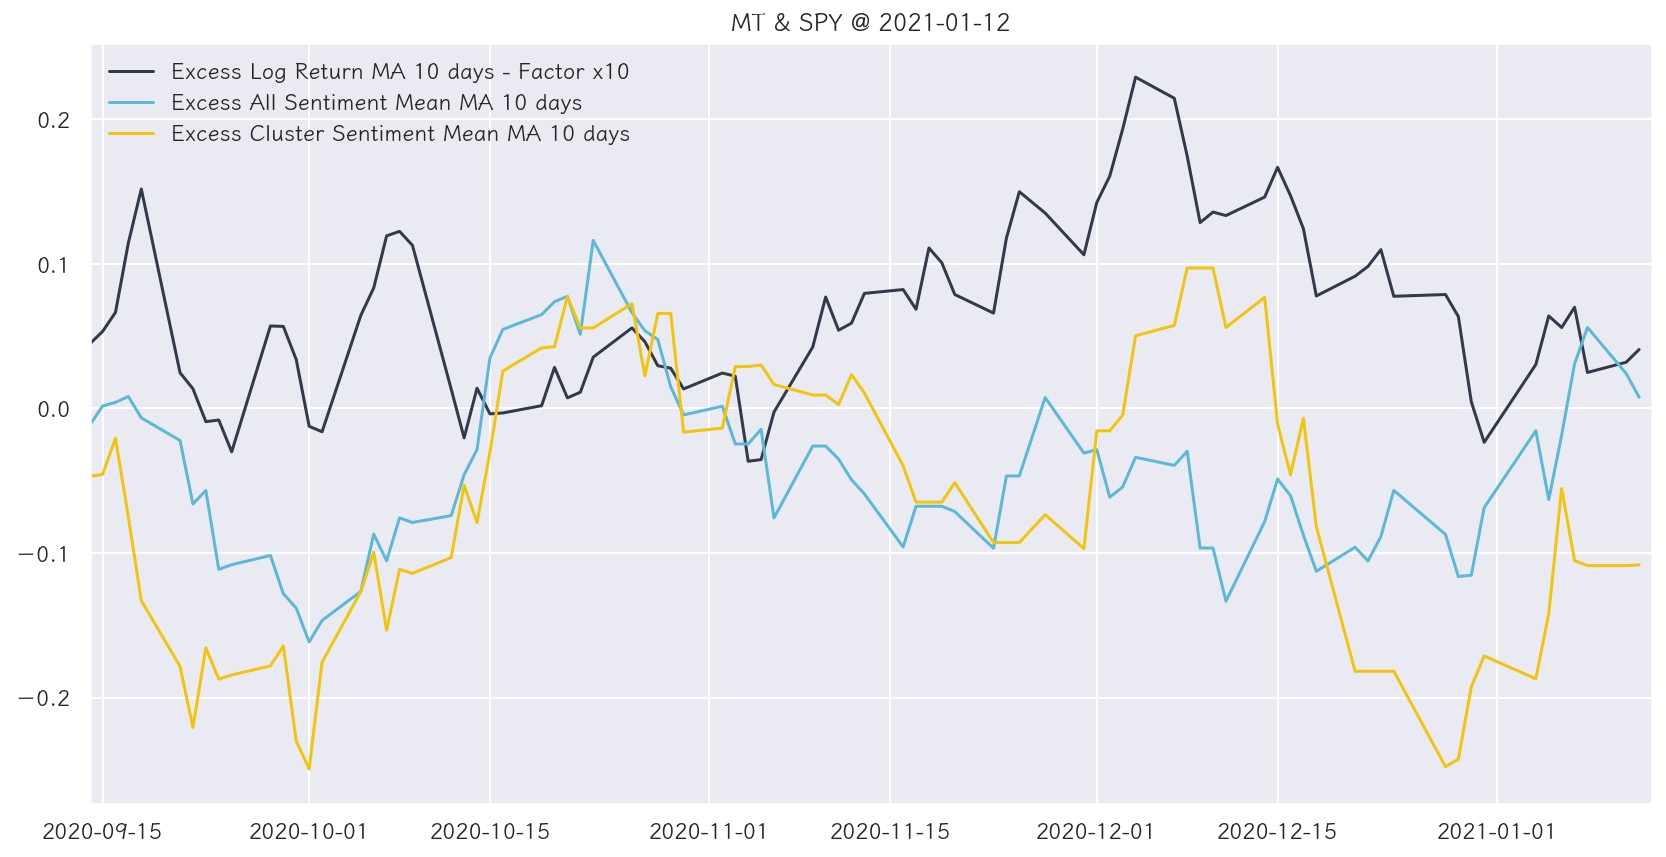 MT & SPY @ 2021-01-12
Excess Log Return MA 10 days - Factor x10
Excess All Sentiment Mean MA 10 days
Excess Cluster Sentiment Mean MA 10 days
0.2
0.1
0.0
−0.1
−0.2
2020-09-15 2020-10-01 2020-10-15 2020-11-01 2020-11-15 2020-12-01 2020-12-15 2021-01-01